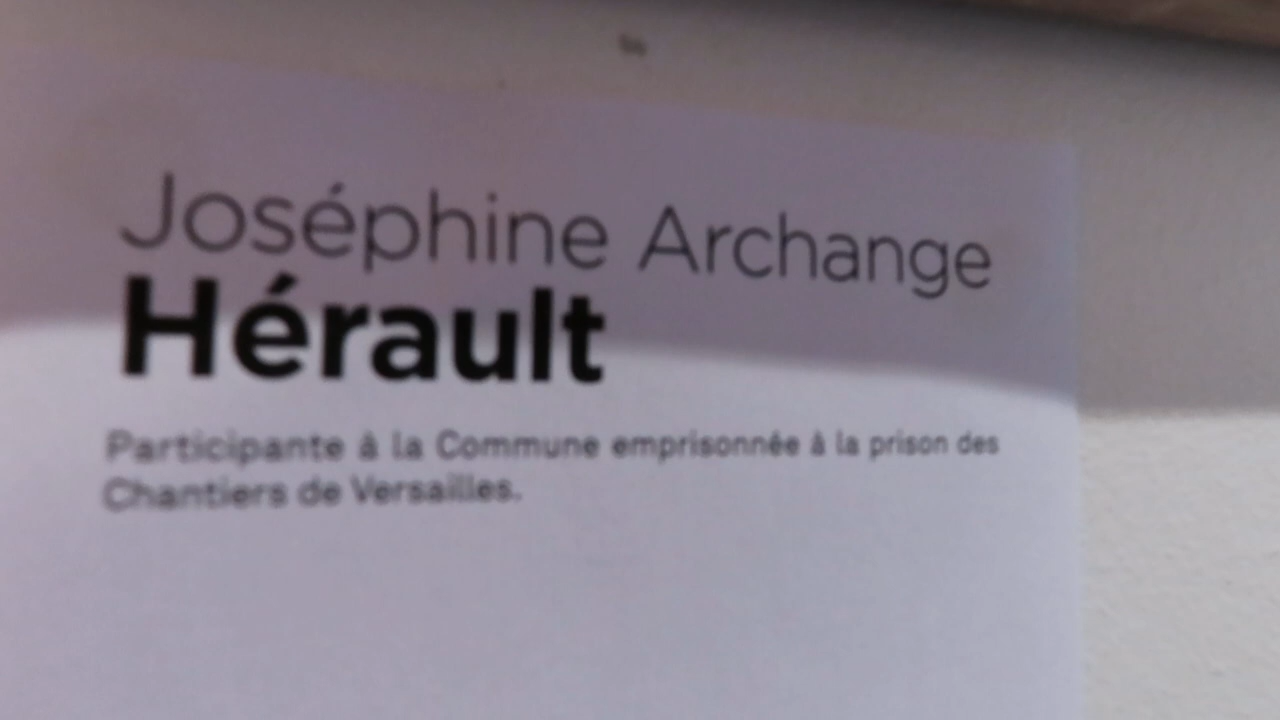 Joséphine Archange
Hérault
Participante à la Commune emprisonnée à la prison des
Chantiers de Versailles.